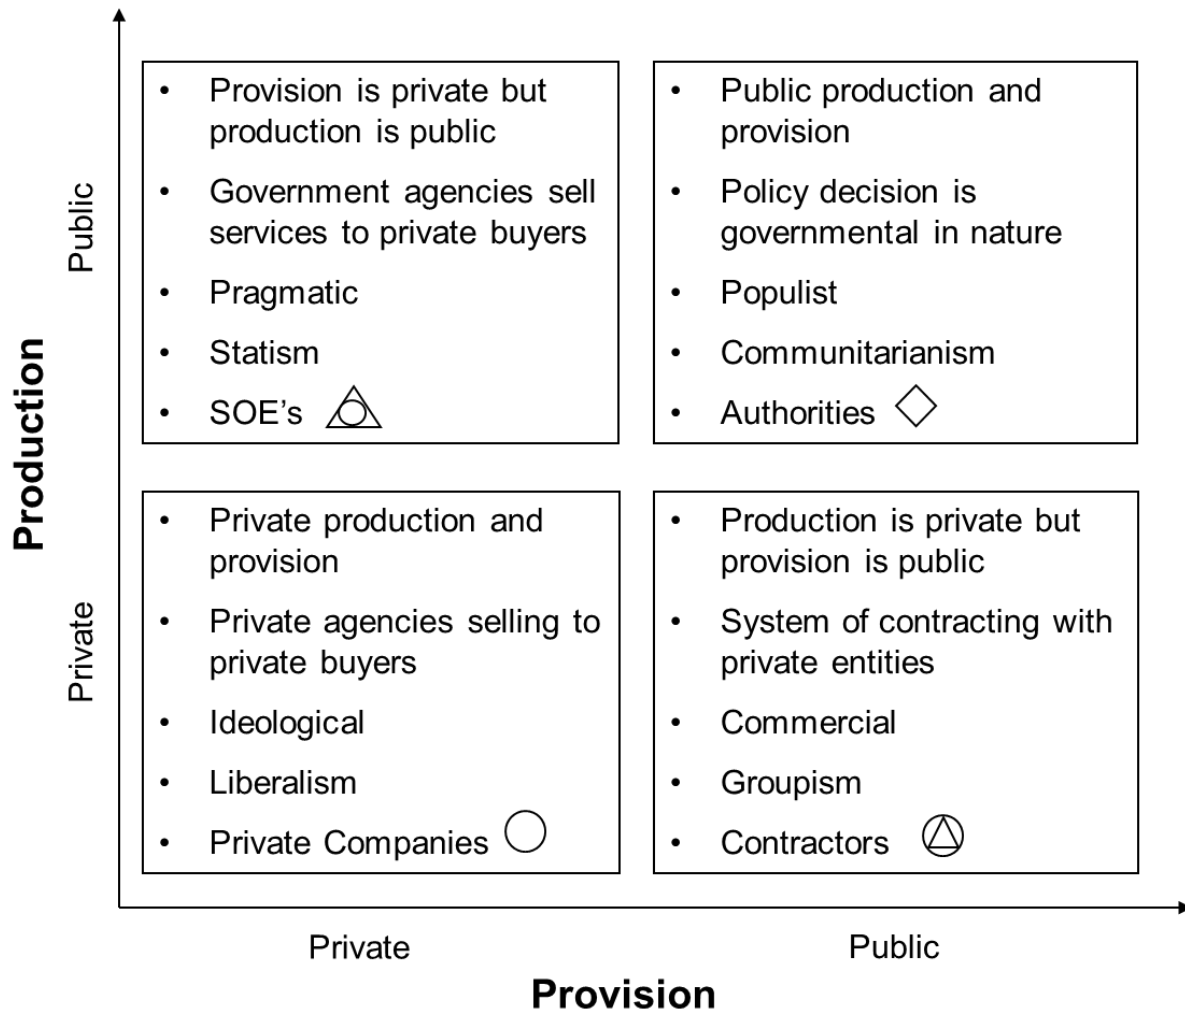 • Provision is private but
production is public
• Government agencies sell
services to private buyers
• Pragmatic
• Statism
• SOE's
• Public production and
provision
• Policy decision is
governmental in nature
• Populist
• Communitarianism
• Authorities
• Private production and
provision
• Private agencies selling to
private buyers
• Ideological
• Liberalism
• Private Companies
• Production is private but
provision is public
• System of contracting with
private entities
• Commercial
• Groupism
• Contractors
Production
Public
Private
Private
Public
Provision